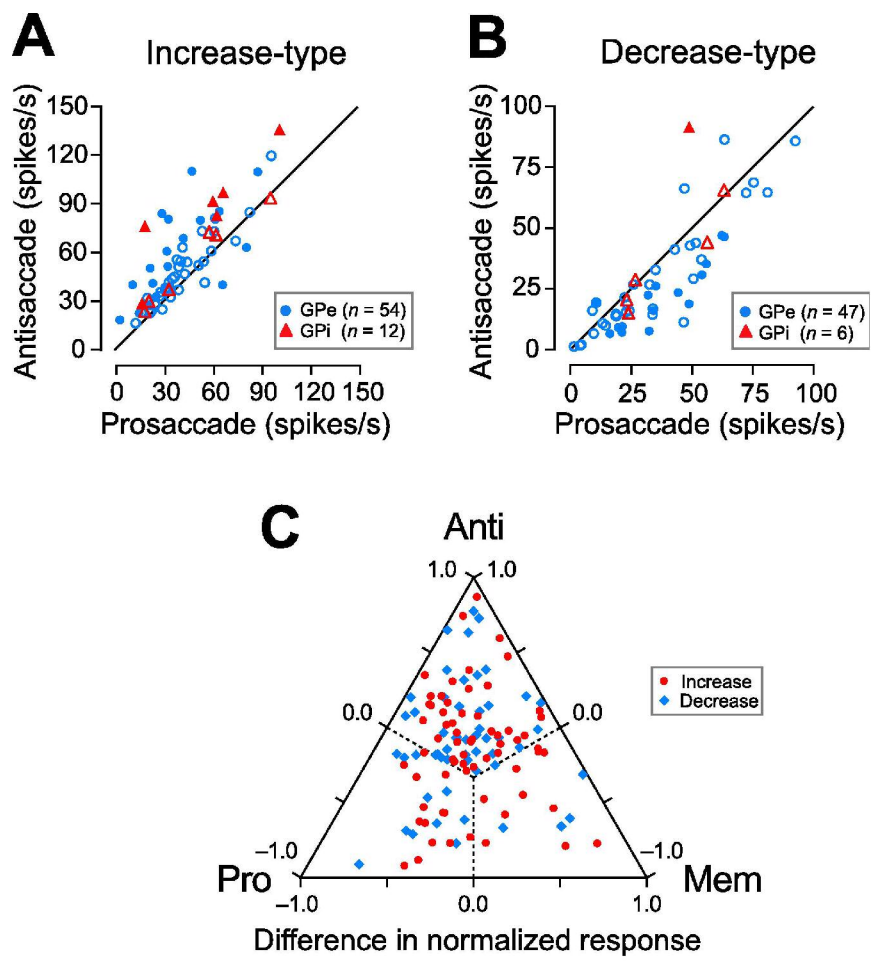 A
Increase-type
Antisaccade (spikes/s)
150
120
90
60
30
0
0 30 60 90 120 150
Prosaccade (spikes/s)
GPe (n = 54)
GPi (n = 12)
B
Decrease-type
Antisaccade (spikes/s)
100
75
50
25
0
0 25 50 75 100
Prosaccade (spikes/s)
GPe (n = 47)
GPi (n = 6)
C
Anti
1.0 1.0
Increase
Decrease
0.0 0.0
–1.0 –1.0
Pro Mem
–1.0 0.0 1.0
Difference in normalized response